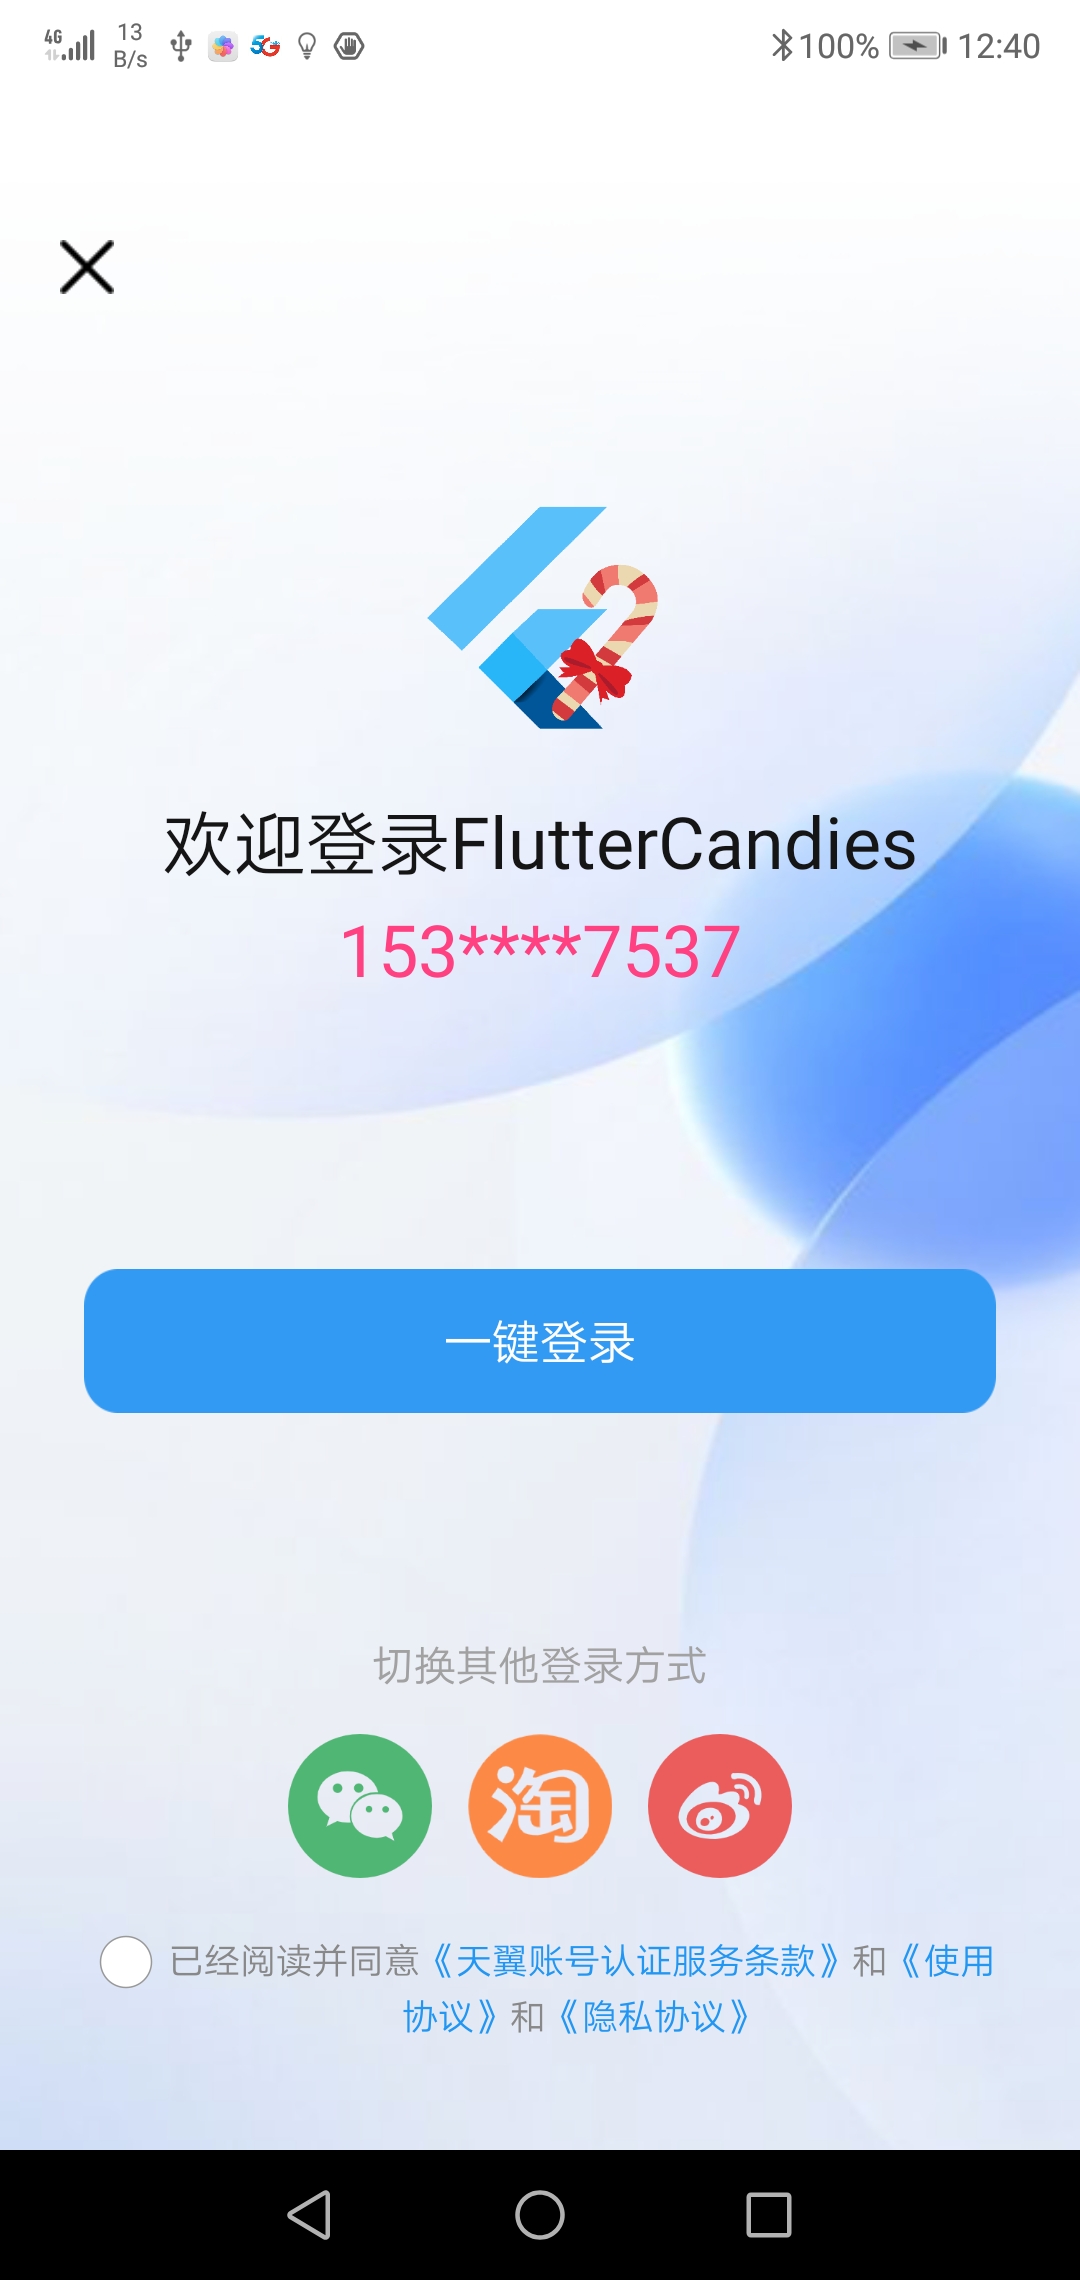 4G 13 B/s 5G 100% 12:40
欢迎登录FlutterCandies
153****7537
一键登录
切换其他登录方式
淘
已经阅读并同意《天翼账号认证服务条款》和《使用
协议》和《隐私协议》